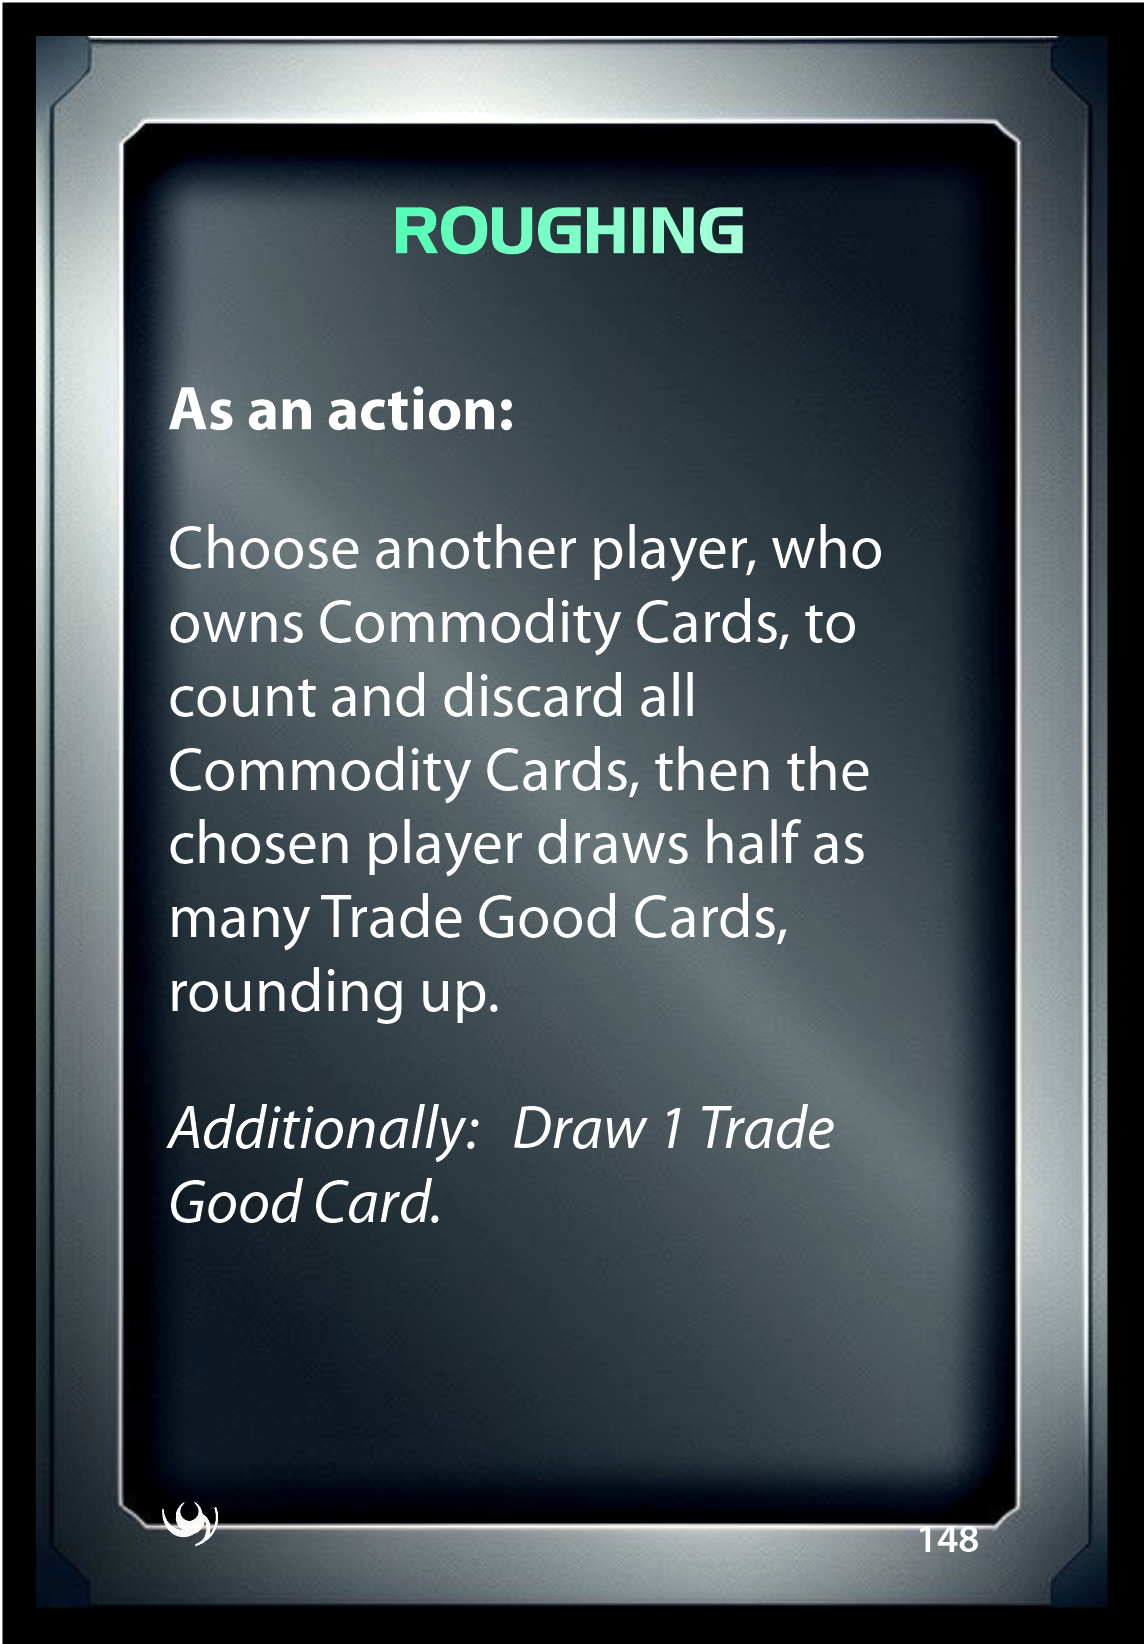 ROUGHING
As an action:
Choose another player, who
owns Commodity Cards, to
count and discard all
Commodity Cards, then the
chosen player draws half as
many Trade Good Cards,
rounding up.
Additionally: Draw 1 Trade
Good Card.
148